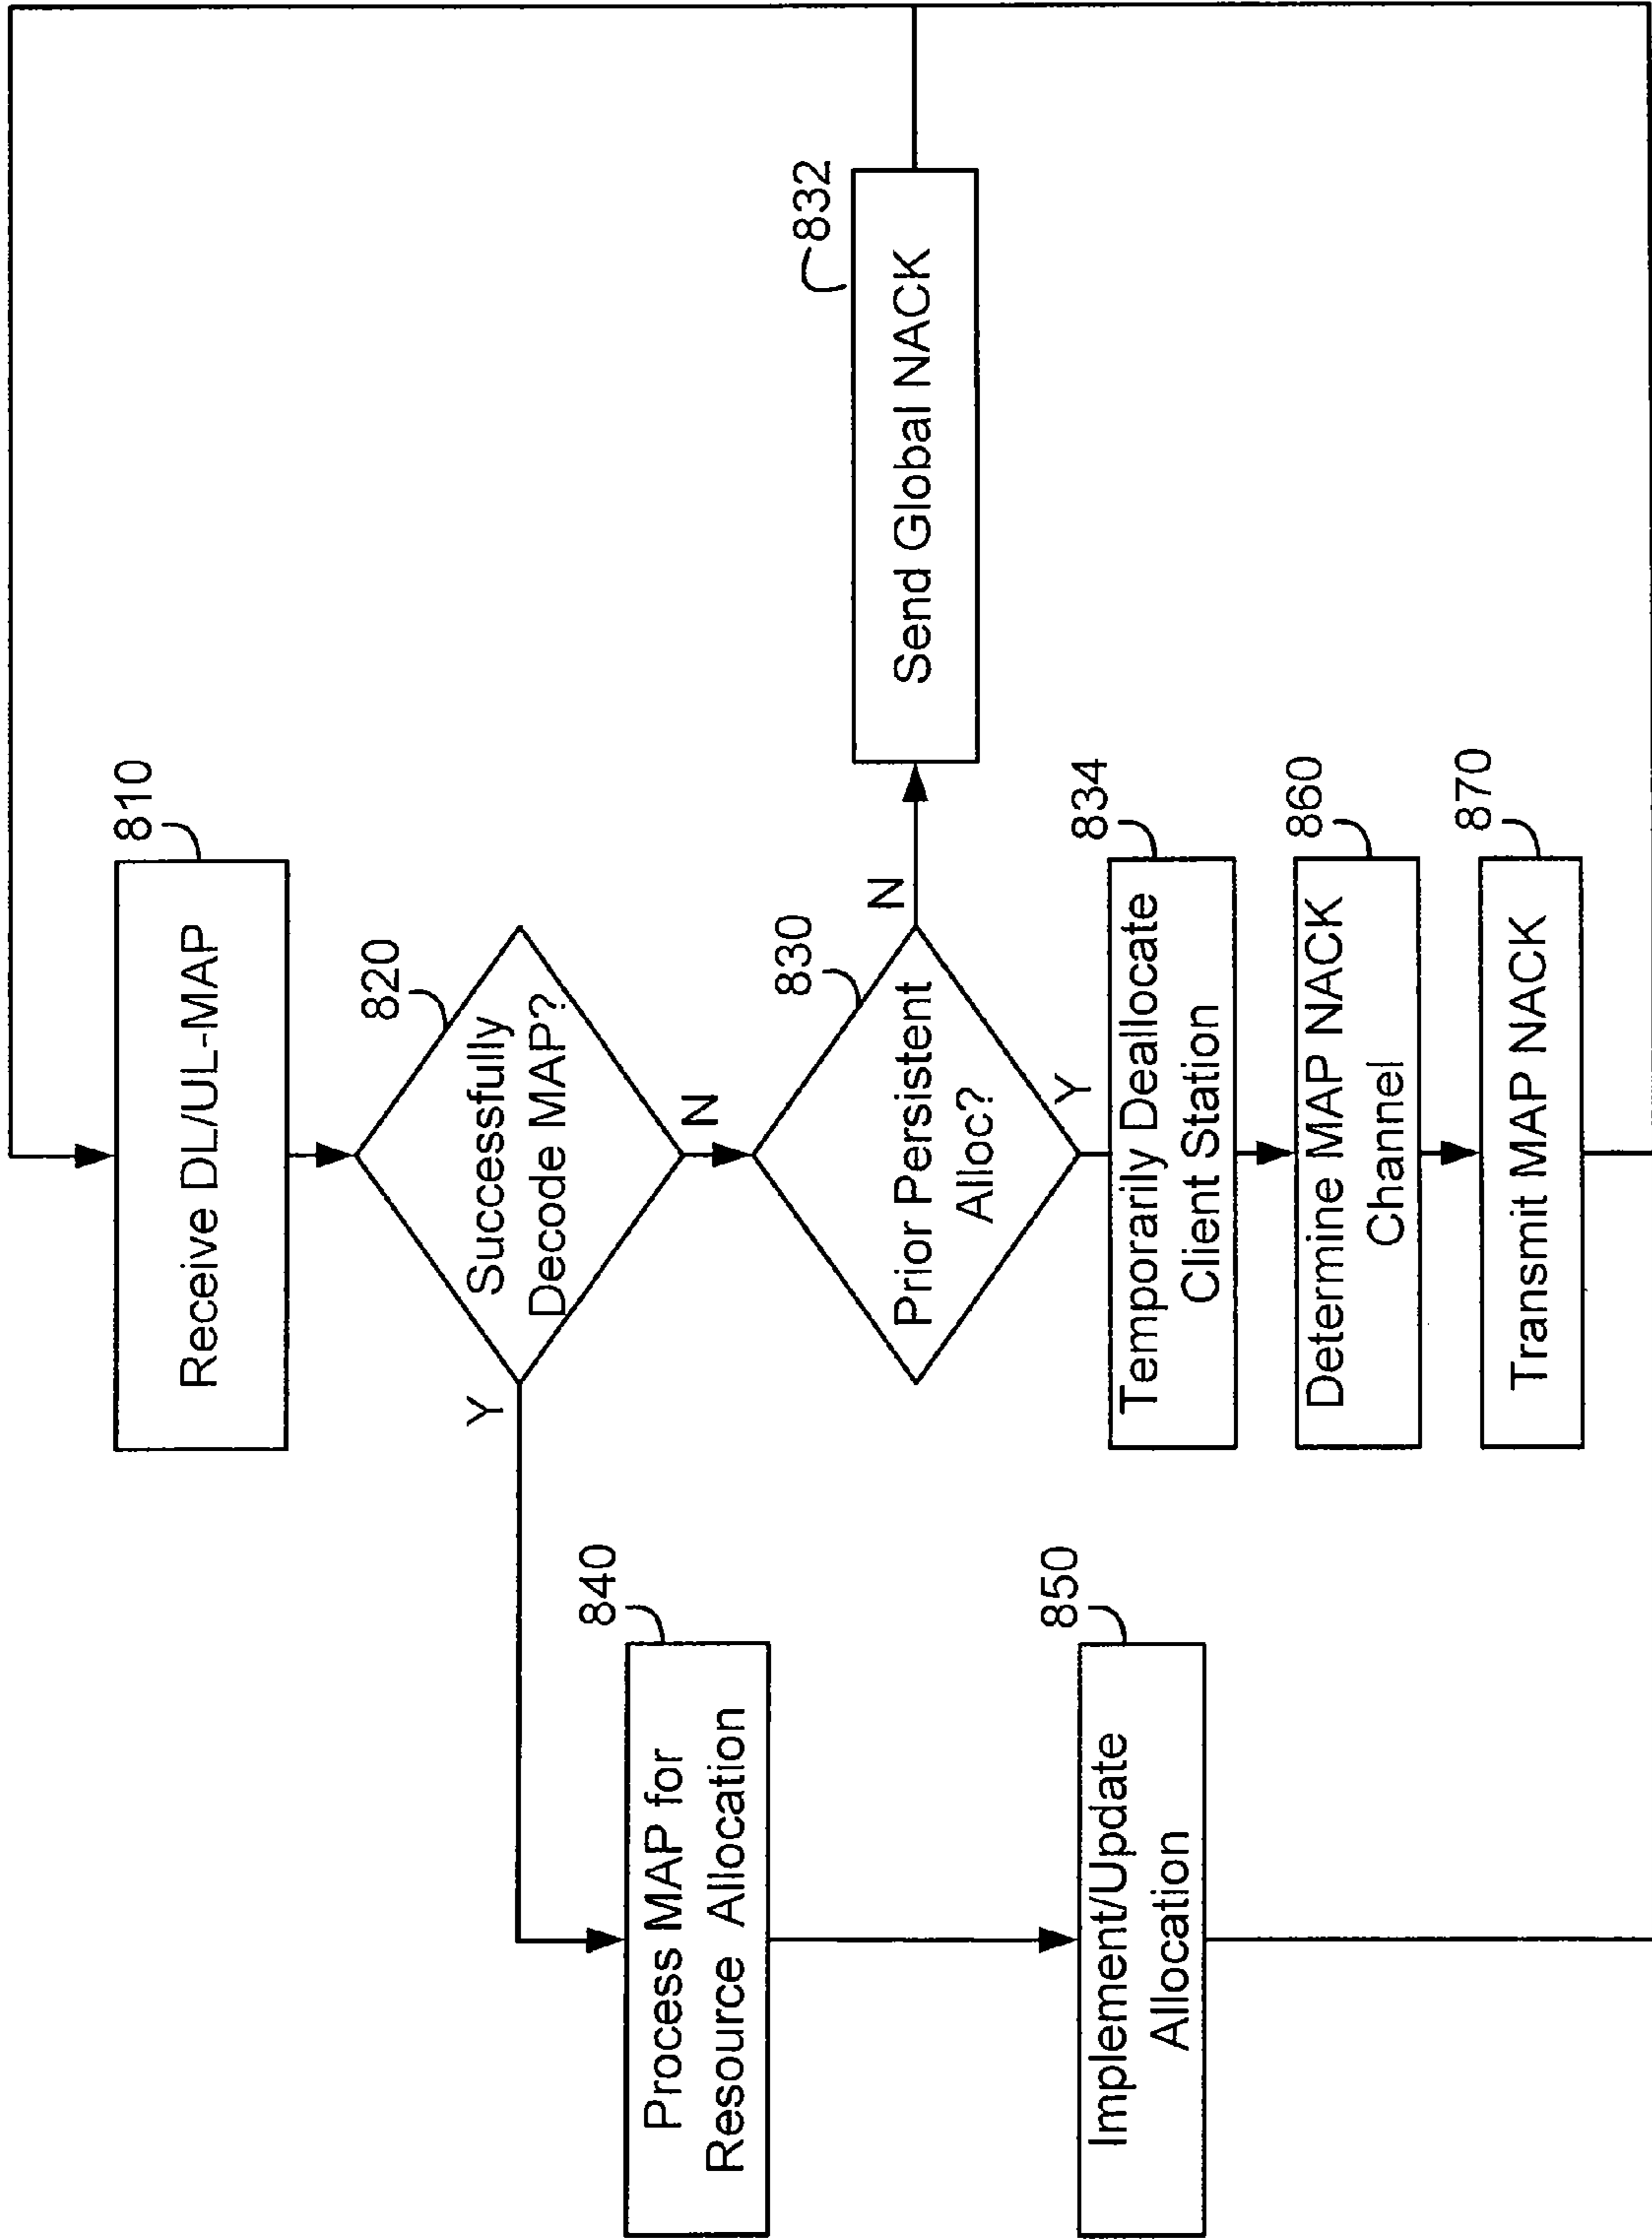 810
Receive DL/UL-MAP
820
Successfully
Decode MAP?
Y
N
840
Process MAP for
Resource Allocation
850
Implement/Update
Allocation
830
Prior Persistent
Alloc?
N
Y
832
Send Global NACK
834
Temporarily Deallocate
Client Station
860
Determine MAP NACK
Channel
870
Transmit MAP NACK